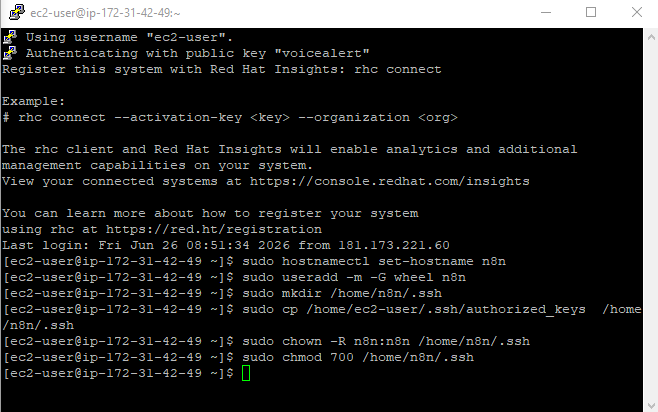 ec2-user@ip-172-31-42-49:~
Using username "ec2-user".
Authenticating with public key "voicealert"
Register this system with Red Hat Insights: rhc connect
Example:
# rhc connect --activation-key <key> --organization <org>
The rhc client and Red Hat Insights will enable analytics and additional
management capabilities on your system.
View your connected systems at https://console.redhat.com/insights
You can learn more about how to register your system
using rhc at https://red.ht/registration
Last login: Fri Jun 26 08:51:34 2026 from 181.173.221.60
[ec2-user@ip-172-31-42-49 ~]$ sudo hostnamectl set-hostname n8n
[ec2-user@ip-172-31-42-49 ~]$ sudo useradd -m -G wheel n8n
[ec2-user@ip-172-31-42-49 ~]$ sudo mkdir /home/n8n/.ssh
[ec2-user@ip-172-31-42-49 ~]$ sudo cp /home/ec2-user/.ssh/authorized_keys  /home
/n8n/.ssh
[ec2-user@ip-172-31-42-49 ~]$ sudo chown -R n8n:n8n /home/n8n/.ssh
[ec2-user@ip-172-31-42-49 ~]$ sudo chmod 700 /home/n8n/.ssh
[ec2-user@ip-172-31-42-49 ~]$